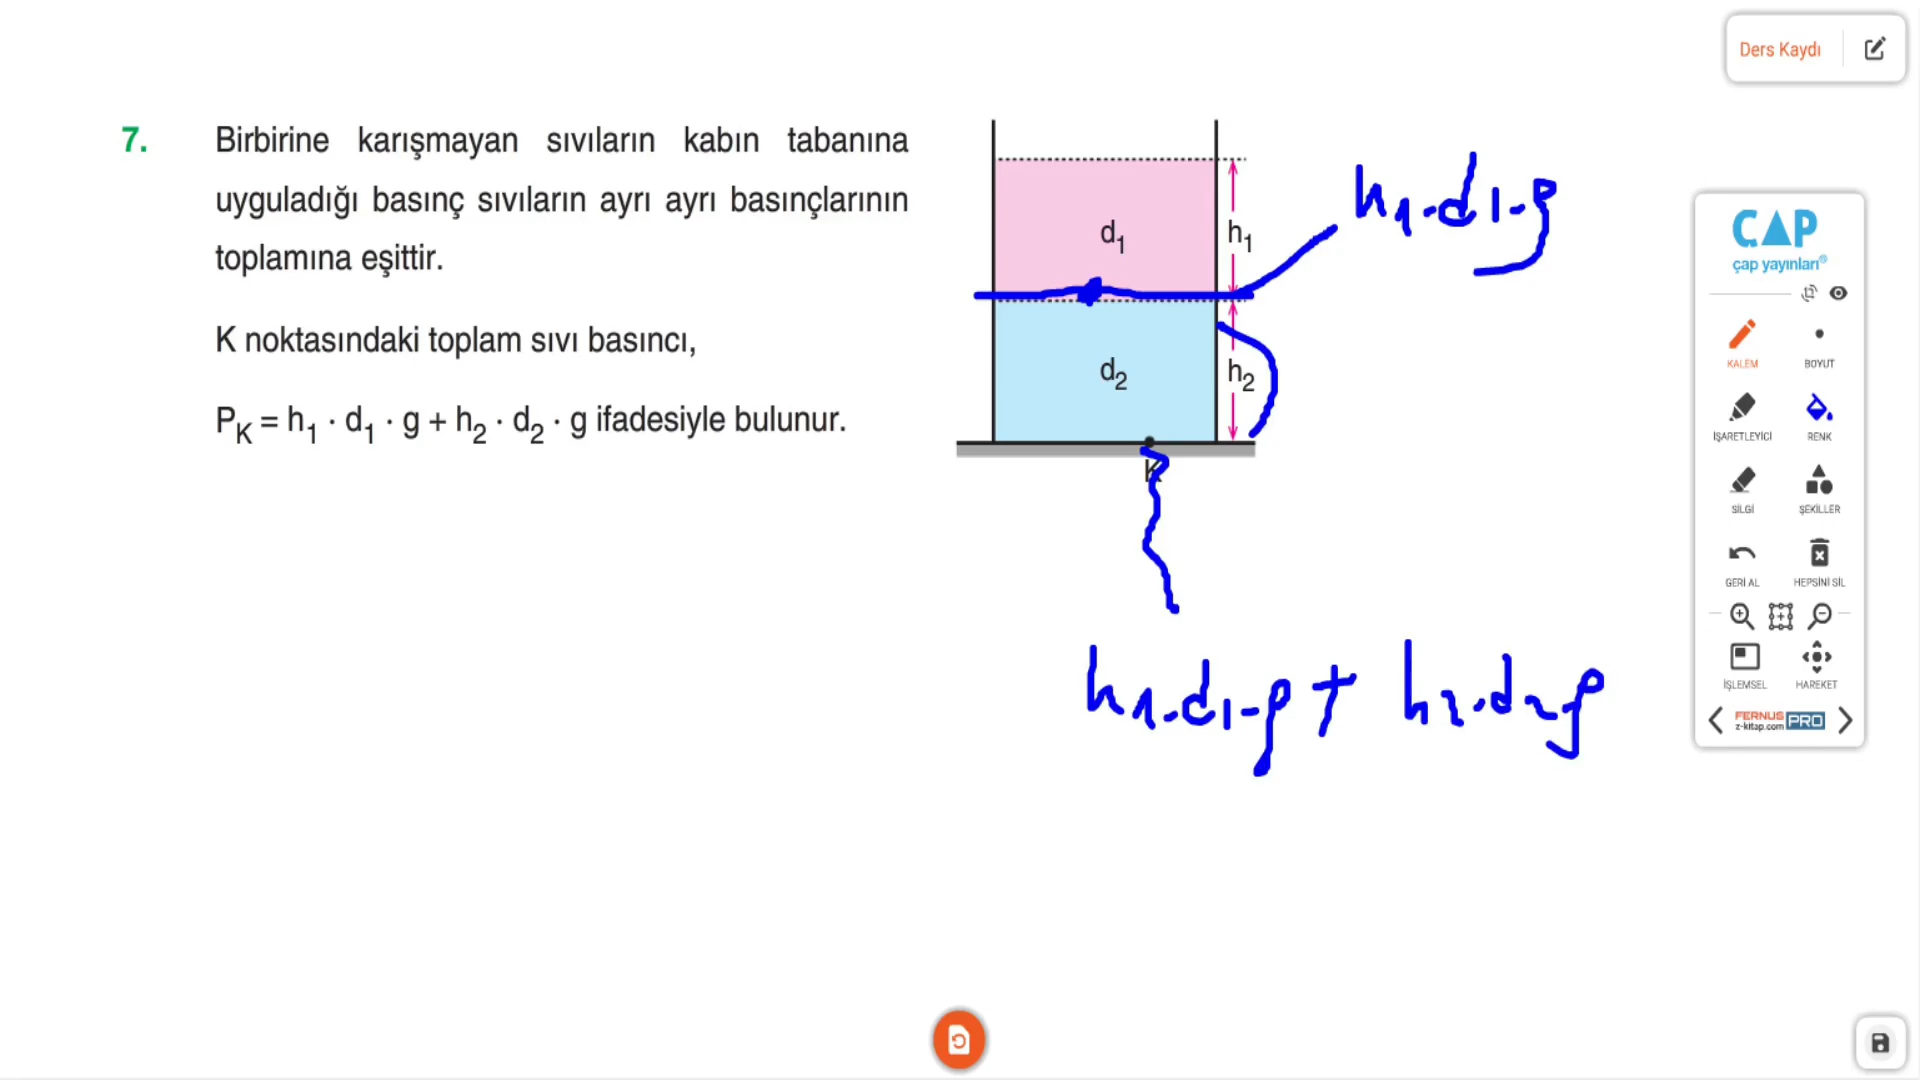 Ders Kaydı
7. Birbirine karışmayan sıvıların kabın tabanına
uyguladığı basınç sıvıların ayrı ayrı basınçlarının
toplamına eşittir.
K noktasındaki toplam sıvı basıncı,
P_K = h₁ · d₁ · g + h₂ · d₂ · g ifadesiyle bulunur.
d₁
h₁
d₂
h₂
K
h₁.d₁.g
h₁.d₁.g + h₂.d₂.g
ÇAP
çap yayınları®
KALEM
BOYUT
İŞARETLEYİCİ
RENK
SİLGİ
ŞEKİLLER
GERİ AL
HEPSİNİ SİL
İŞLEMSEL
HAREKET
FERNUS
z-kitap.com PRO